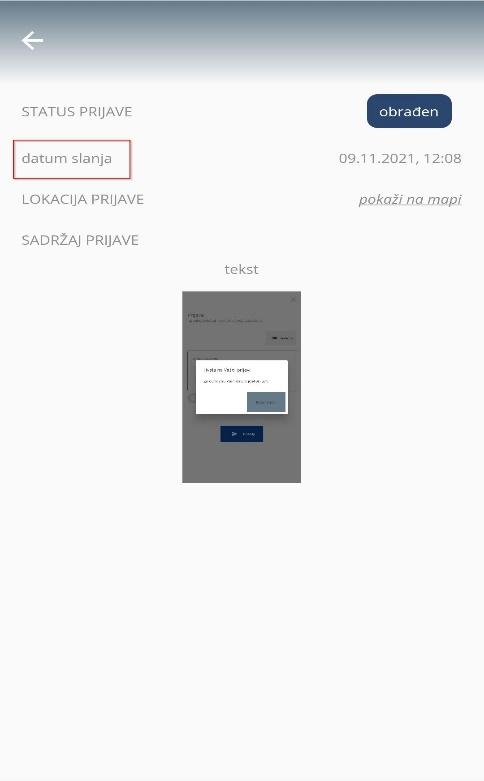 STATUS PRIJAVE
obrađen
datum slanja
09.11.2021, 12:08
LOKACIJA PRIJAVE
pokaži na mapi
SADRŽAJ PRIJAVE
tekst